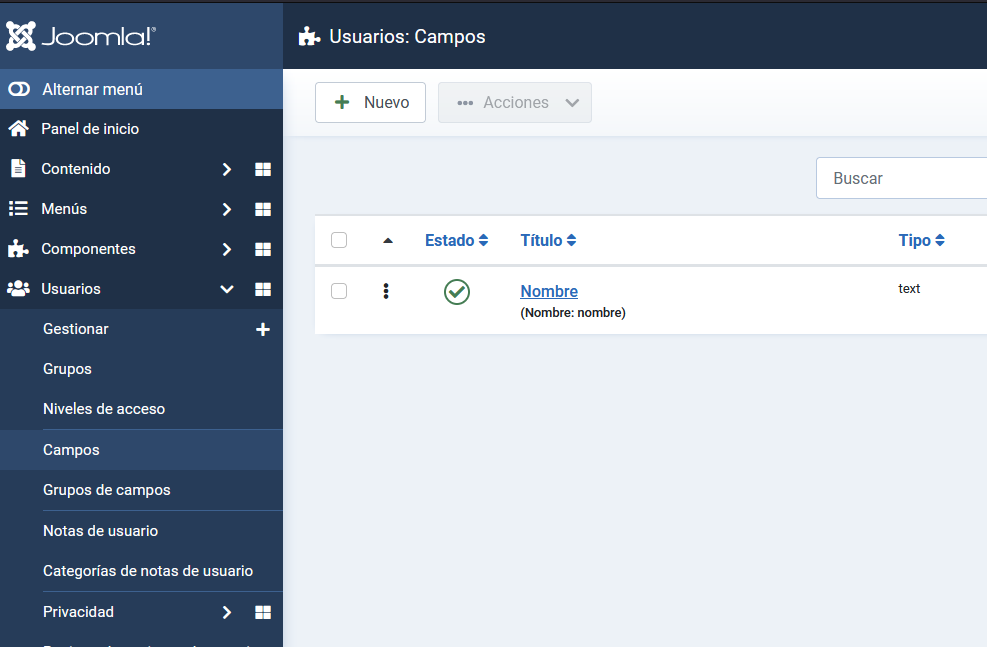 Joomla!®
Usuarios: Campos
Alternar menú
Nuevo
Acciones
Panel de inicio
Contenido
Buscar
Menús
Estado
Título
Tipo
Componentes
Usuarios
Nombre
text
(Nombre: nombre)
Gestionar
Grupos
Niveles de acceso
Campos
Grupos de campos
Notas de usuario
Categorías de notas de usuario
Privacidad